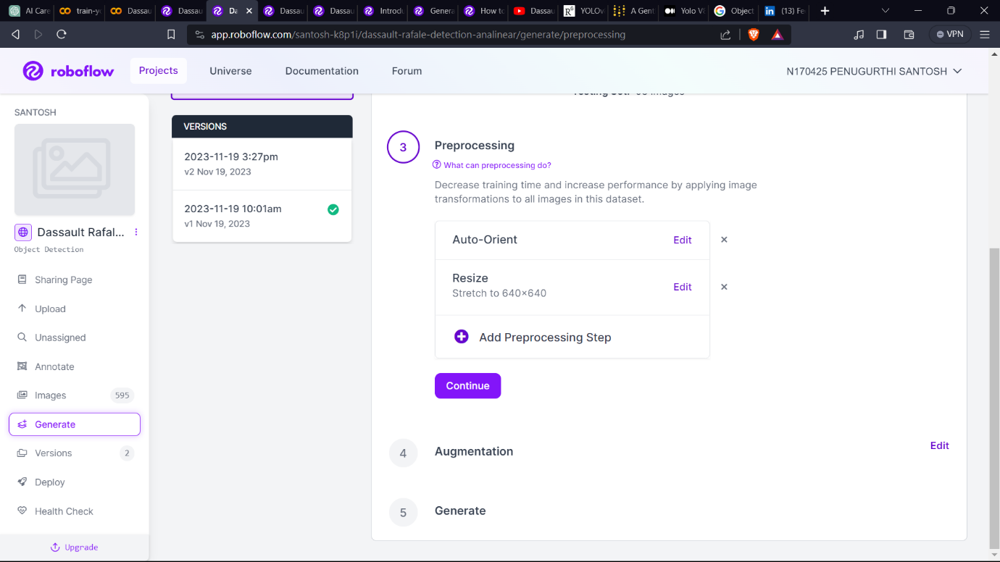 AI Care
train-y
Dassau
Dassau
Da
Dassau
Dassau
Introdu
Genera
How to
Dassau
YOLOv
A Gent
Yolo V8
Object
(13) Fe
app.roboflow.com/santosh-k8p1i/dassault-rafale-detection-analinear/generate/preprocessing
VPN
roboflow
Projects
Universe
Documentation
Forum
N170425 PENUGURTHI SANTOSH
SANTOSH
Dassault Rafal...
Object Detection
Sharing Page
Upload
Unassigned
Annotate
Images 595
Generate
Versions 2
Deploy
Health Check
Upgrade
VERSIONS
2023-11-19 3:27pm
v2 Nov 19, 2023
2023-11-19 10:01am
v1 Nov 19, 2023
3
Preprocessing
What can preprocessing do?
Decrease training time and increase performance by applying image
transformations to all images in this dataset.
Auto-Orient Edit
Resize
Stretch to 640×640
Edit
Add Preprocessing Step
Continue
4 Augmentation Edit
5 Generate